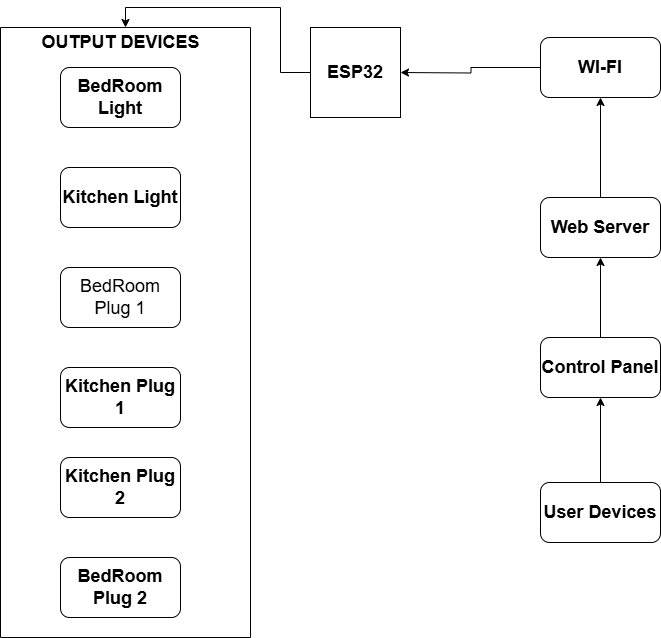 OUTPUT DEVICES
BedRoom
Light
Kitchen Light
BedRoom
Plug 1
Kitchen Plug
1
Kitchen Plug
2
BedRoom
Plug 2
ESP32
WI-FI
Web Server
Control Panel
User Devices